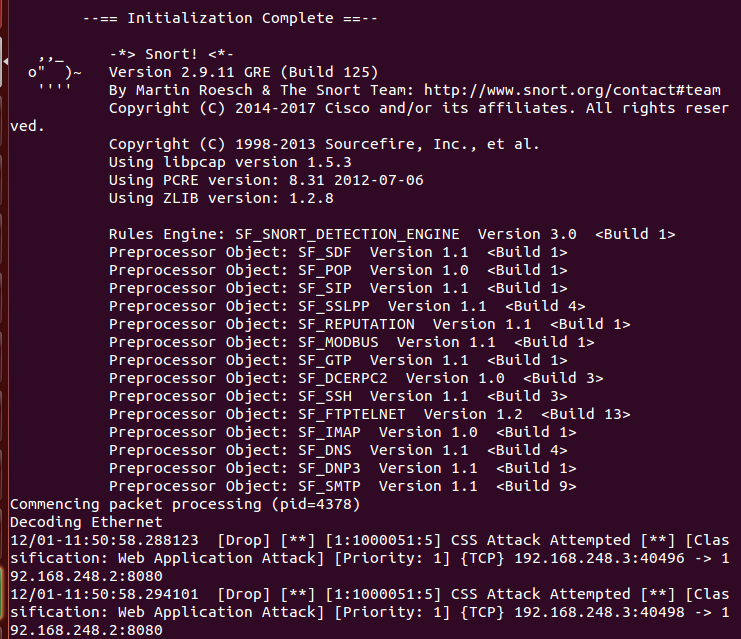 --== Initialization Complete ==--
,,_     -*> Snort! <*-
o"  )~   Version 2.9.11 GRE (Build 125)
''''    By Martin Roesch & The Snort Team: http://www.snort.org/contact#team
Copyright (C) 2014-2017 Cisco and/or its affiliates. All rights reser
ved.
Copyright (C) 1998-2013 Sourcefire, Inc., et al.
Using libpcap version 1.5.3
Using PCRE version: 8.31 2012-07-06
Using ZLIB version: 1.2.8
Rules Engine: SF_SNORT_DETECTION_ENGINE  Version 3.0  <Build 1>
Preprocessor Object: SF_SDF  Version 1.1  <Build 1>
Preprocessor Object: SF_POP  Version 1.0  <Build 1>
Preprocessor Object: SF_SIP  Version 1.1  <Build 1>
Preprocessor Object: SF_SSLPP  Version 1.1  <Build 4>
Preprocessor Object: SF_REPUTATION  Version 1.1  <Build 1>
Preprocessor Object: SF_MODBUS  Version 1.1  <Build 1>
Preprocessor Object: SF_GTP  Version 1.1  <Build 1>
Preprocessor Object: SF_DCERPC2  Version 1.0  <Build 3>
Preprocessor Object: SF_SSH  Version 1.1  <Build 3>
Preprocessor Object: SF_FTPTELNET  Version 1.2  <Build 13>
Preprocessor Object: SF_IMAP  Version 1.0  <Build 1>
Preprocessor Object: SF_DNS  Version 1.1  <Build 4>
Preprocessor Object: SF_DNP3  Version 1.1  <Build 1>
Preprocessor Object: SF_SMTP  Version 1.1  <Build 9>
Commencing packet processing (pid=4378)
Decoding Ethernet
12/01-11:50:58.288123  [Drop] [**] [1:1000051:5] CSS Attack Attempted [**] [Clas
sification: Web Application Attack] [Priority: 1] {TCP} 192.168.248.3:40496 -> 1
92.168.248.2:8080
12/01-11:50:58.294101  [Drop] [**] [1:1000051:5] CSS Attack Attempted [**] [Clas
sification: Web Application Attack] [Priority: 1] {TCP} 192.168.248.3:40498 -> 1
92.168.248.2:8080